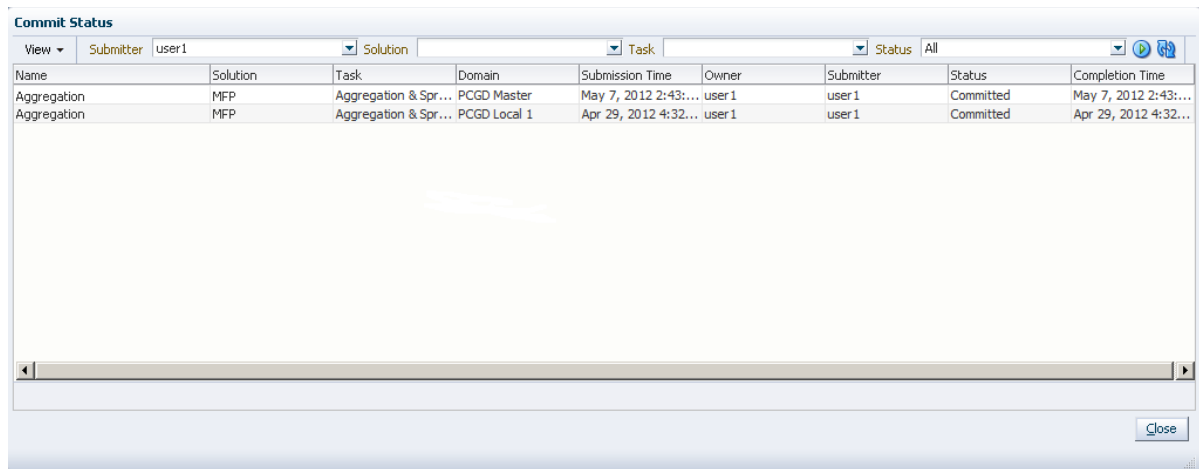 Commit Status
View Submitter user1 Solution Task Status All
Name Solution Task Domain Submission Time Owner Submitter Status Completion Time
Aggregation MFP Aggregation & Spr... PCGD Master May 7, 2012 2:43:... user1 user1 Committed May 7, 2012 2:43:...
Aggregation MFP Aggregation & Spr... PCGD Local 1 Apr 29, 2012 4:32... user1 user1 Committed Apr 29, 2012 4:32...
Close